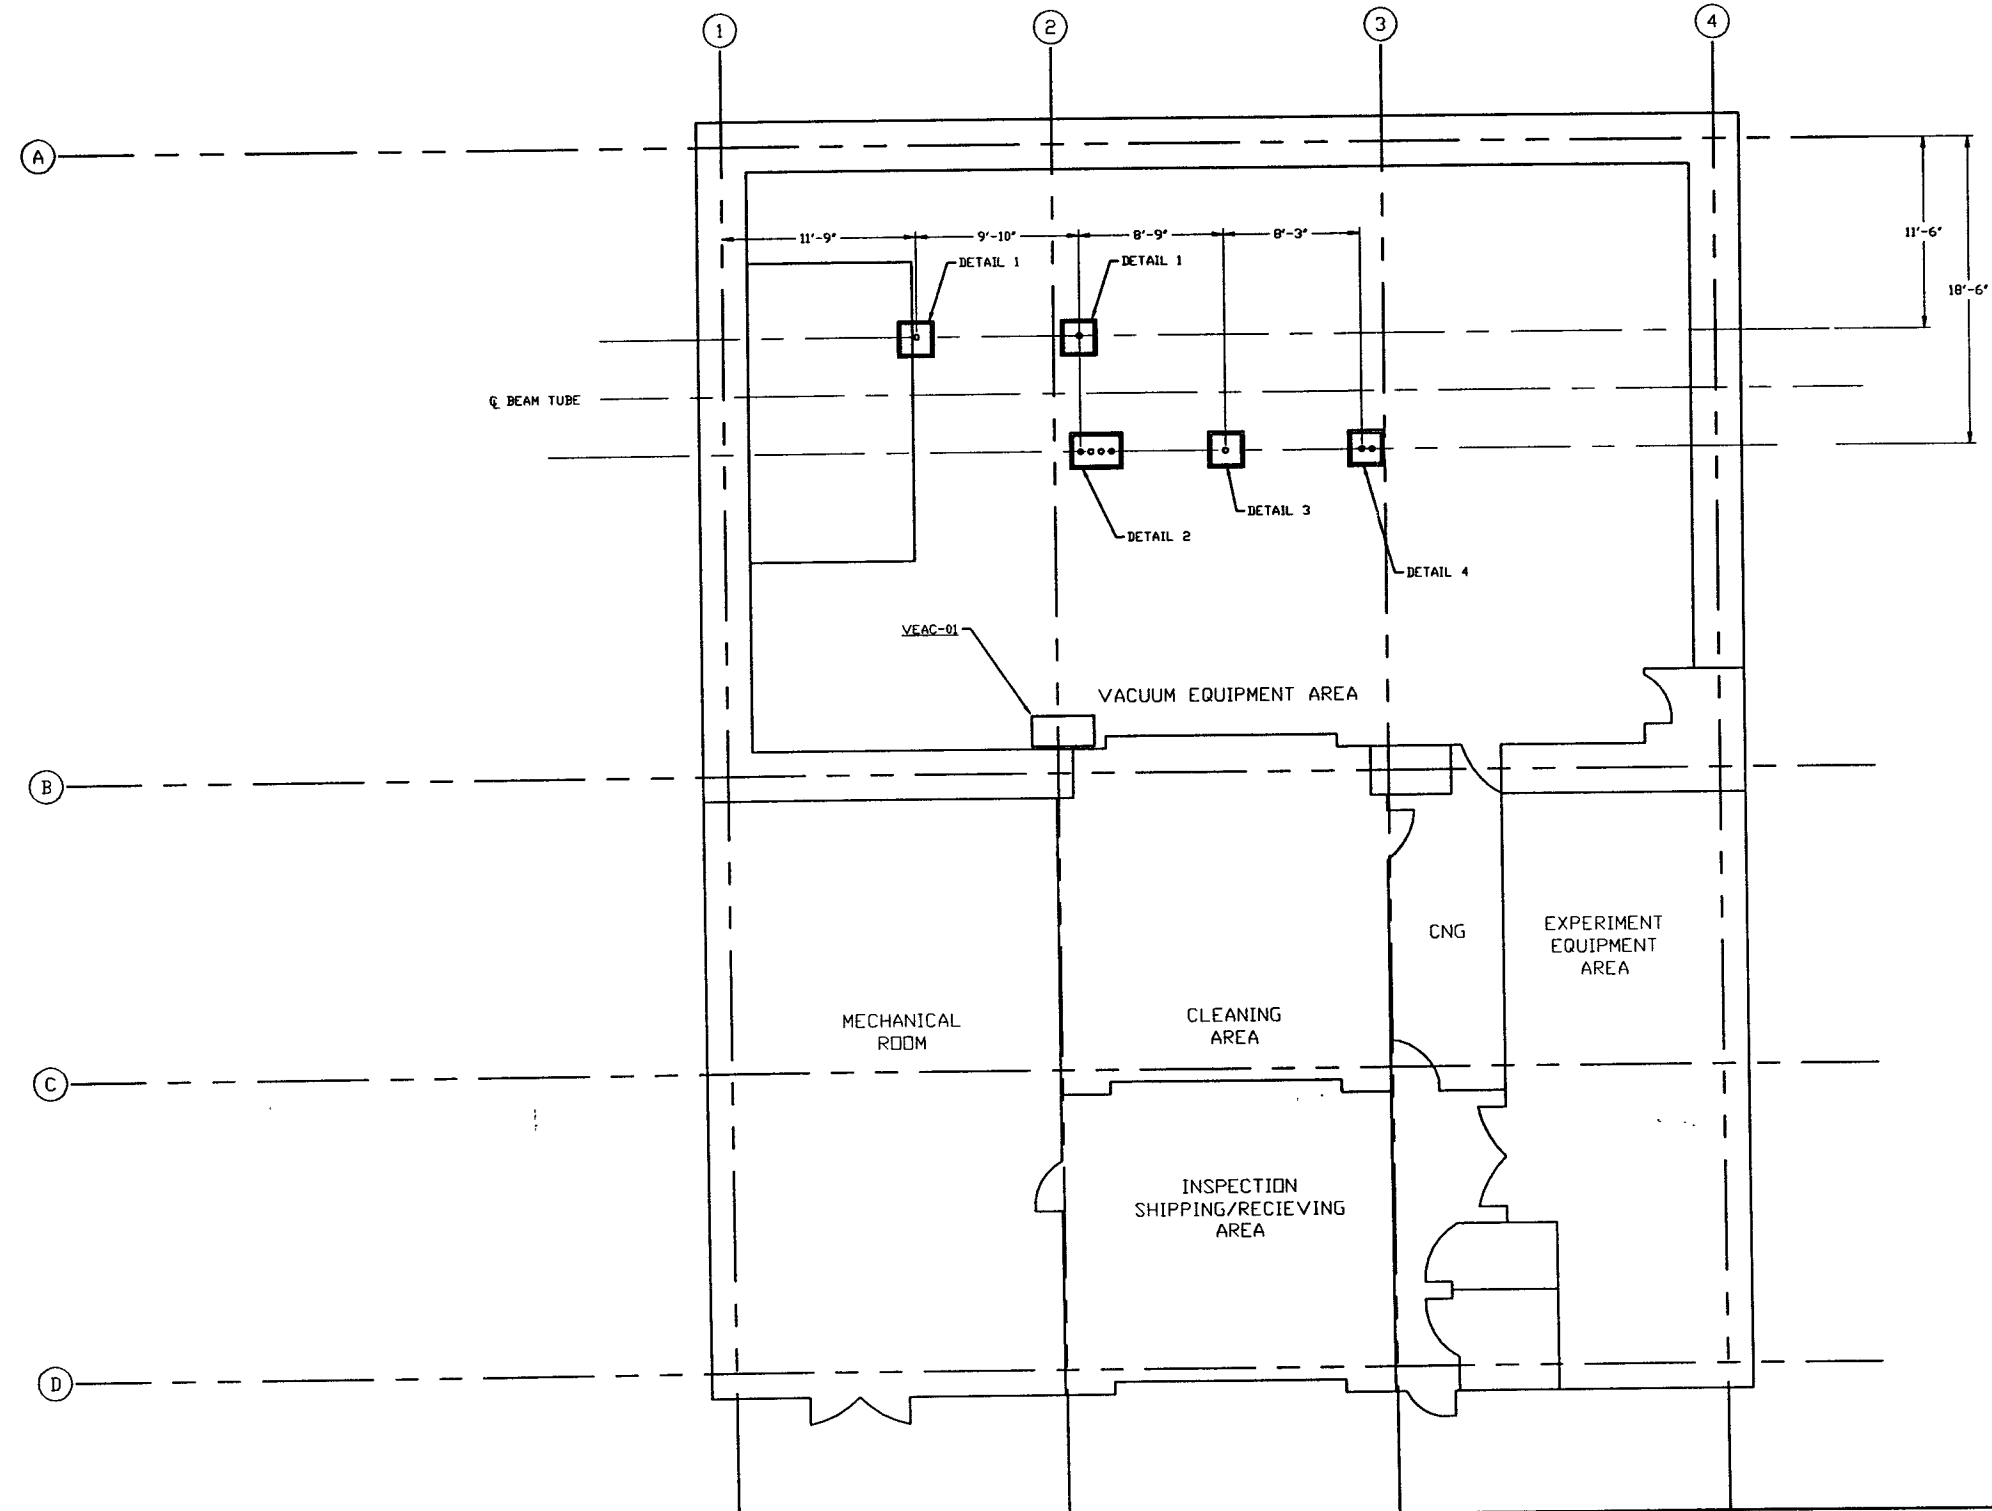 1 2 3 4
A
11'-9" 9'-10" 8'-9" 8'-3" 11'-6"
DETAIL 1 DETAIL 1
18'-6"
℄ BEAM TUBE
DETAIL 3
DETAIL 2
DETAIL 4
VEAC-01
VACUUM EQUIPMENT AREA
B
CNG
EXPERIMENT
EQUIPMENT
AREA
MECHANICAL
ROOM
CLEANING
AREA
C
INSPECTION
SHIPPING/RECIEVING
AREA
D